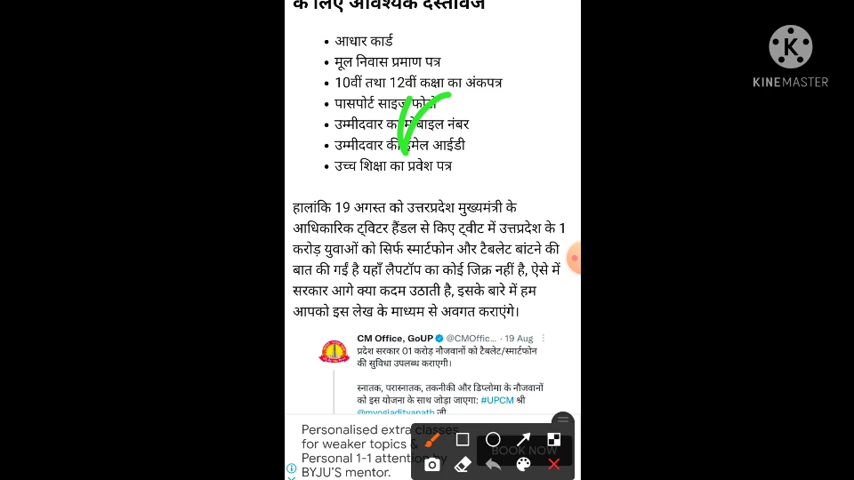 के लिए आवश्यक दस्तावेज
आधार कार्ड
मूल निवास प्रमाण पत्र
10वीं तथा 12वीं कक्षा का अंकपत्र
पासपोर्ट साइज फोटो
उम्मीदवार का मोबाइल नंबर
उम्मीदवार की ईमेल आईडी
उच्च शिक्षा का प्रवेश पत्र
हालांकि 19 अगस्त को उत्तरप्रदेश मुख्यमंत्री के
आधिकारिक ट्विटर हैंडल से किए ट्वीट में उत्तप्रदेश के 1
करोड़ युवाओं को सिर्फ स्मार्टफोन और टैबलेट बांटने की
बात की गईं है यहाँ लैपटॉप का कोई जिक्र नहीं है, ऐसे में
सरकार आगे क्या कदम उठाती है, इसके बारे में हम
आपको इस लेख के माध्यम से अवगत कराएंगे।
CM Office, GoUP @CMOffic... · 19 Aug
प्रदेश सरकार 01 करोड़ नौजवानों को टैबलेट/स्मार्टफोन
की सुविधा उपलब्ध कराएगी।
स्नातक, परास्नातक, तकनीकी और डिप्लोमा के नौजवानों
को इस योजना के साथ जोड़ा जाएगा: #UPCM श्री
@myogiadityanath जी
Personalised extra classes
for weaker topics &
Personal 1-1 attention by
BYJU'S mentor.
BOOK NOW
K
KINEMASTER